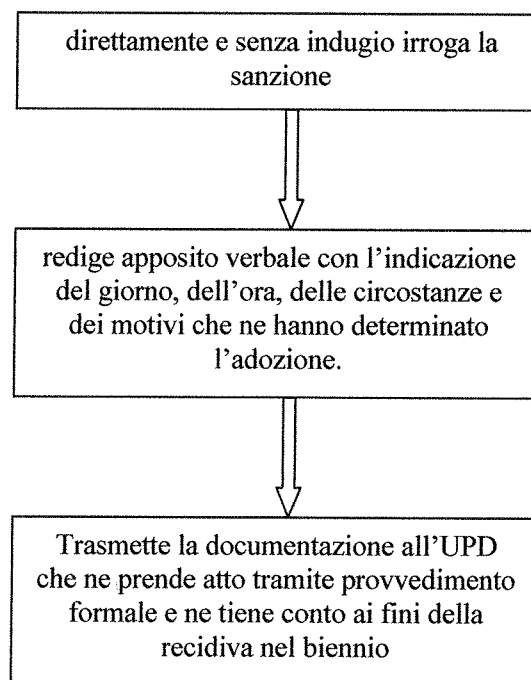 direttamente e senza indugio irroga la
sanzione
redige apposito verbale con l'indicazione
del giorno, dell'ora, delle circostanze e
dei motivi che ne hanno determinato
l'adozione.
Trasmette la documentazione all'UPD
che ne prende atto tramite provvedimento
formale e ne tiene conto ai fini della
recidiva nel biennio